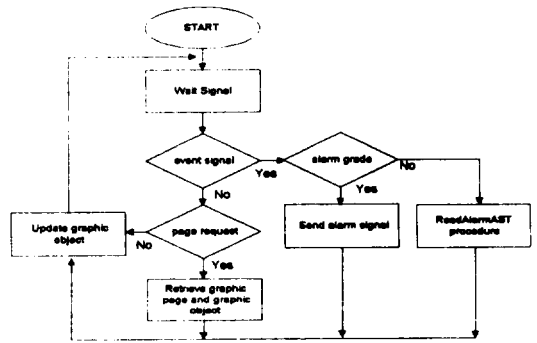 START
Wait Signal
event signal
Yes
alarm grade
No
No
Yes
Update graphic
object
No
page request
Send alarm signal
ReadAlarmAST
procedure
Yes
Retrieve graphic
page and graphic
object